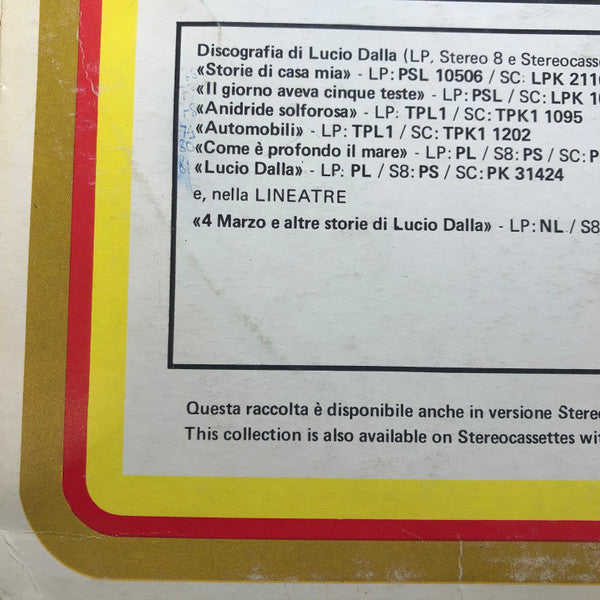 Discografia di Lucio Dalla (LP, Stereo 8 e Stereocasse
«Storie di casa mia» - LP: PSL 10506 / SC: LPK 2110
«Il giorno aveva cinque teste» - LP: PSL / SC: LPK 10
«Anidride solforosa» - LP: TPL1 / SC: TPK1 1095
«Automobili» - LP: TPL1 / SC: TPK1 1202
«Come è profondo il mare» - LP: PL / S8: PS / SC: P
«Lucio Dalla» - LP: PL / S8: PS / SC: PK 31424
e, nella LINEATRE
«4 Marzo e altre storie di Lucio Dalla» - LP: NL / S8
Questa raccolta è disponibile anche in versione Stere
This collection is also available on Stereocassettes wit